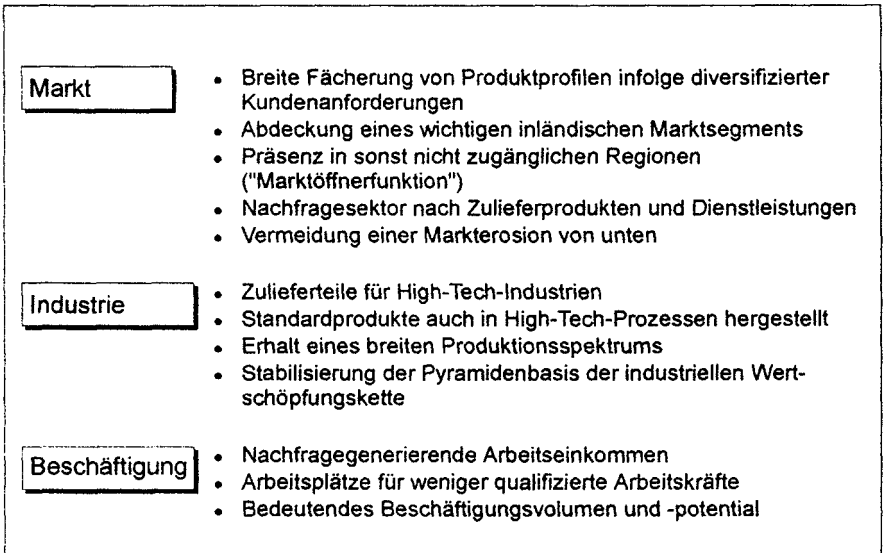 Markt
• Breite Fächerung von Produktprofilen infolge diversifizierter
Kundenanforderungen
• Abdeckung eines wichtigen inländischen Marktsegments
• Präsenz in sonst nicht zugänglichen Regionen
("Marktöffnerfunktion")
• Nachfragesektor nach Zulieferprodukten und Dienstleistungen
• Vermeidung einer Markterosion von unten
Industrie
• Zulieferteile für High-Tech-Industrien
• Standardprodukte auch in High-Tech-Prozessen hergestellt
• Erhalt eines breiten Produktionsspektrums
• Stabilisierung der Pyramidenbasis der industriellen Wert-
schöpfungskette
Beschäftigung
• Nachfragegenerierende Arbeitseinkommen
• Arbeitsplätze für weniger qualifizierte Arbeitskräfte
• Bedeutendes Beschäftigungsvolumen und -potential